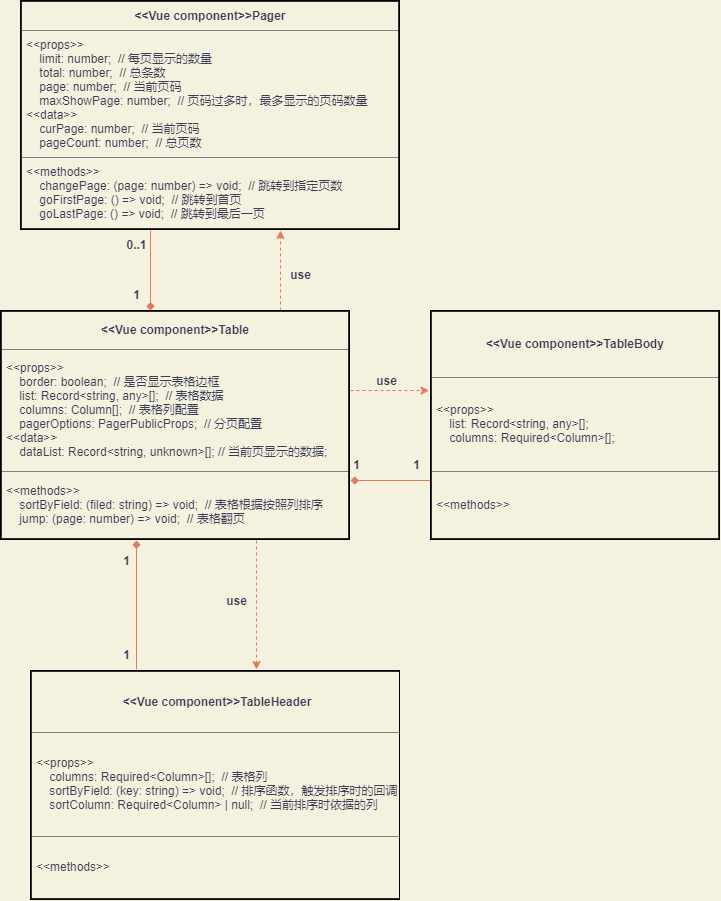 <<Vue component>>Pager
<<props>>
limit: number; // 每页显示的数量
total: number; // 总条数
page: number; // 当前页码
maxShowPage: number; // 页码过多时，最多显示的页码数量
<<data>>
curPage: number; // 当前页码
pageCount: number; // 总页数
<<methods>>
changePage: (page: number) => void; // 跳转到指定页数
goFirstPage: () => void; // 跳转到首页
goLastPage: () => void; // 跳转到最后一页
0..1
use
1
<<Vue component>>Table
<<props>>
border: boolean; // 是否显示表格边框
list: Record<string, any>[]; // 表格数据
columns: Column[]; // 表格列配置
pagerOptions: PagerPublicProps; // 分页配置
<<data>>
dataList: Record<string, unknown>[]; // 当前页显示的数据;
<<methods>>
sortByField: (filed: string) => void; // 表格根据按照列排序
jump: (page: number) => void; // 表格翻页
use
1
1
<<Vue component>>TableBody
<<props>>
list: Record<string, any>[];
columns: Required<Column>[];
<<methods>>
1
use
1
<<Vue component>>TableHeader
<<props>>
columns: Required<Column>[]; // 表格列
sortByField: (key: string) => void; // 排序函数，触发排序时的回调
sortColumn: Required<Column> | null; // 当前排序时依据的列
<<methods>>